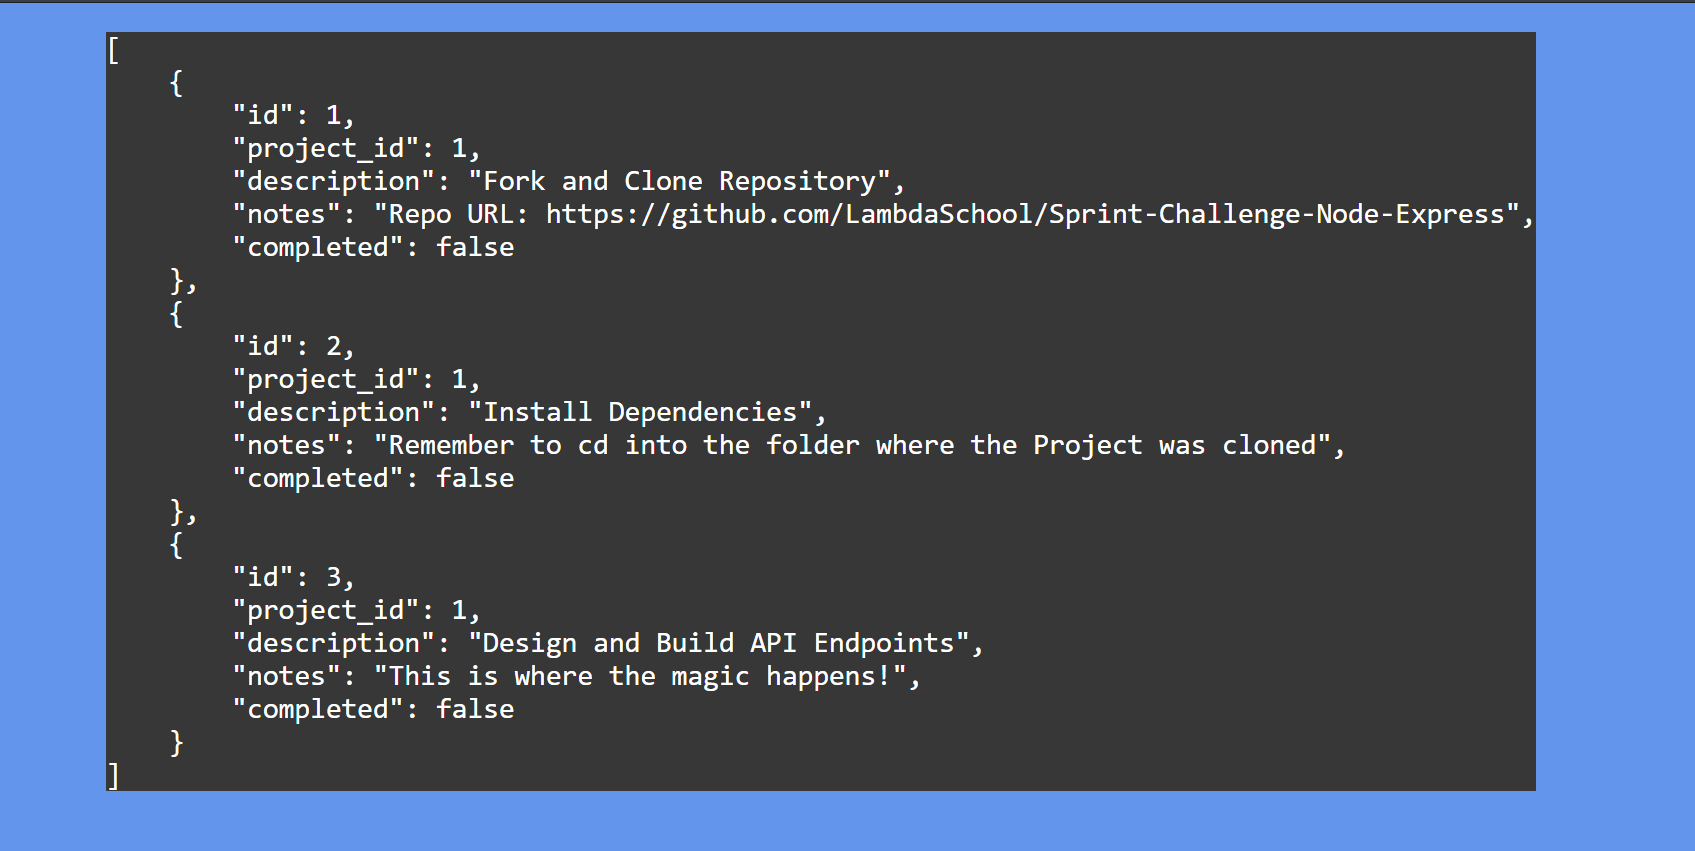 [
    {
        "id": 1,
        "project_id": 1,
        "description": "Fork and Clone Repository",
        "notes": "Repo URL: https://github.com/LambdaSchool/Sprint-Challenge-Node-Express",
        "completed": false
    },
    {
        "id": 2,
        "project_id": 1,
        "description": "Install Dependencies",
        "notes": "Remember to cd into the folder where the Project was cloned",
        "completed": false
    },
    {
        "id": 3,
        "project_id": 1,
        "description": "Design and Build API Endpoints",
        "notes": "This is where the magic happens!",
        "completed": false
    }
]